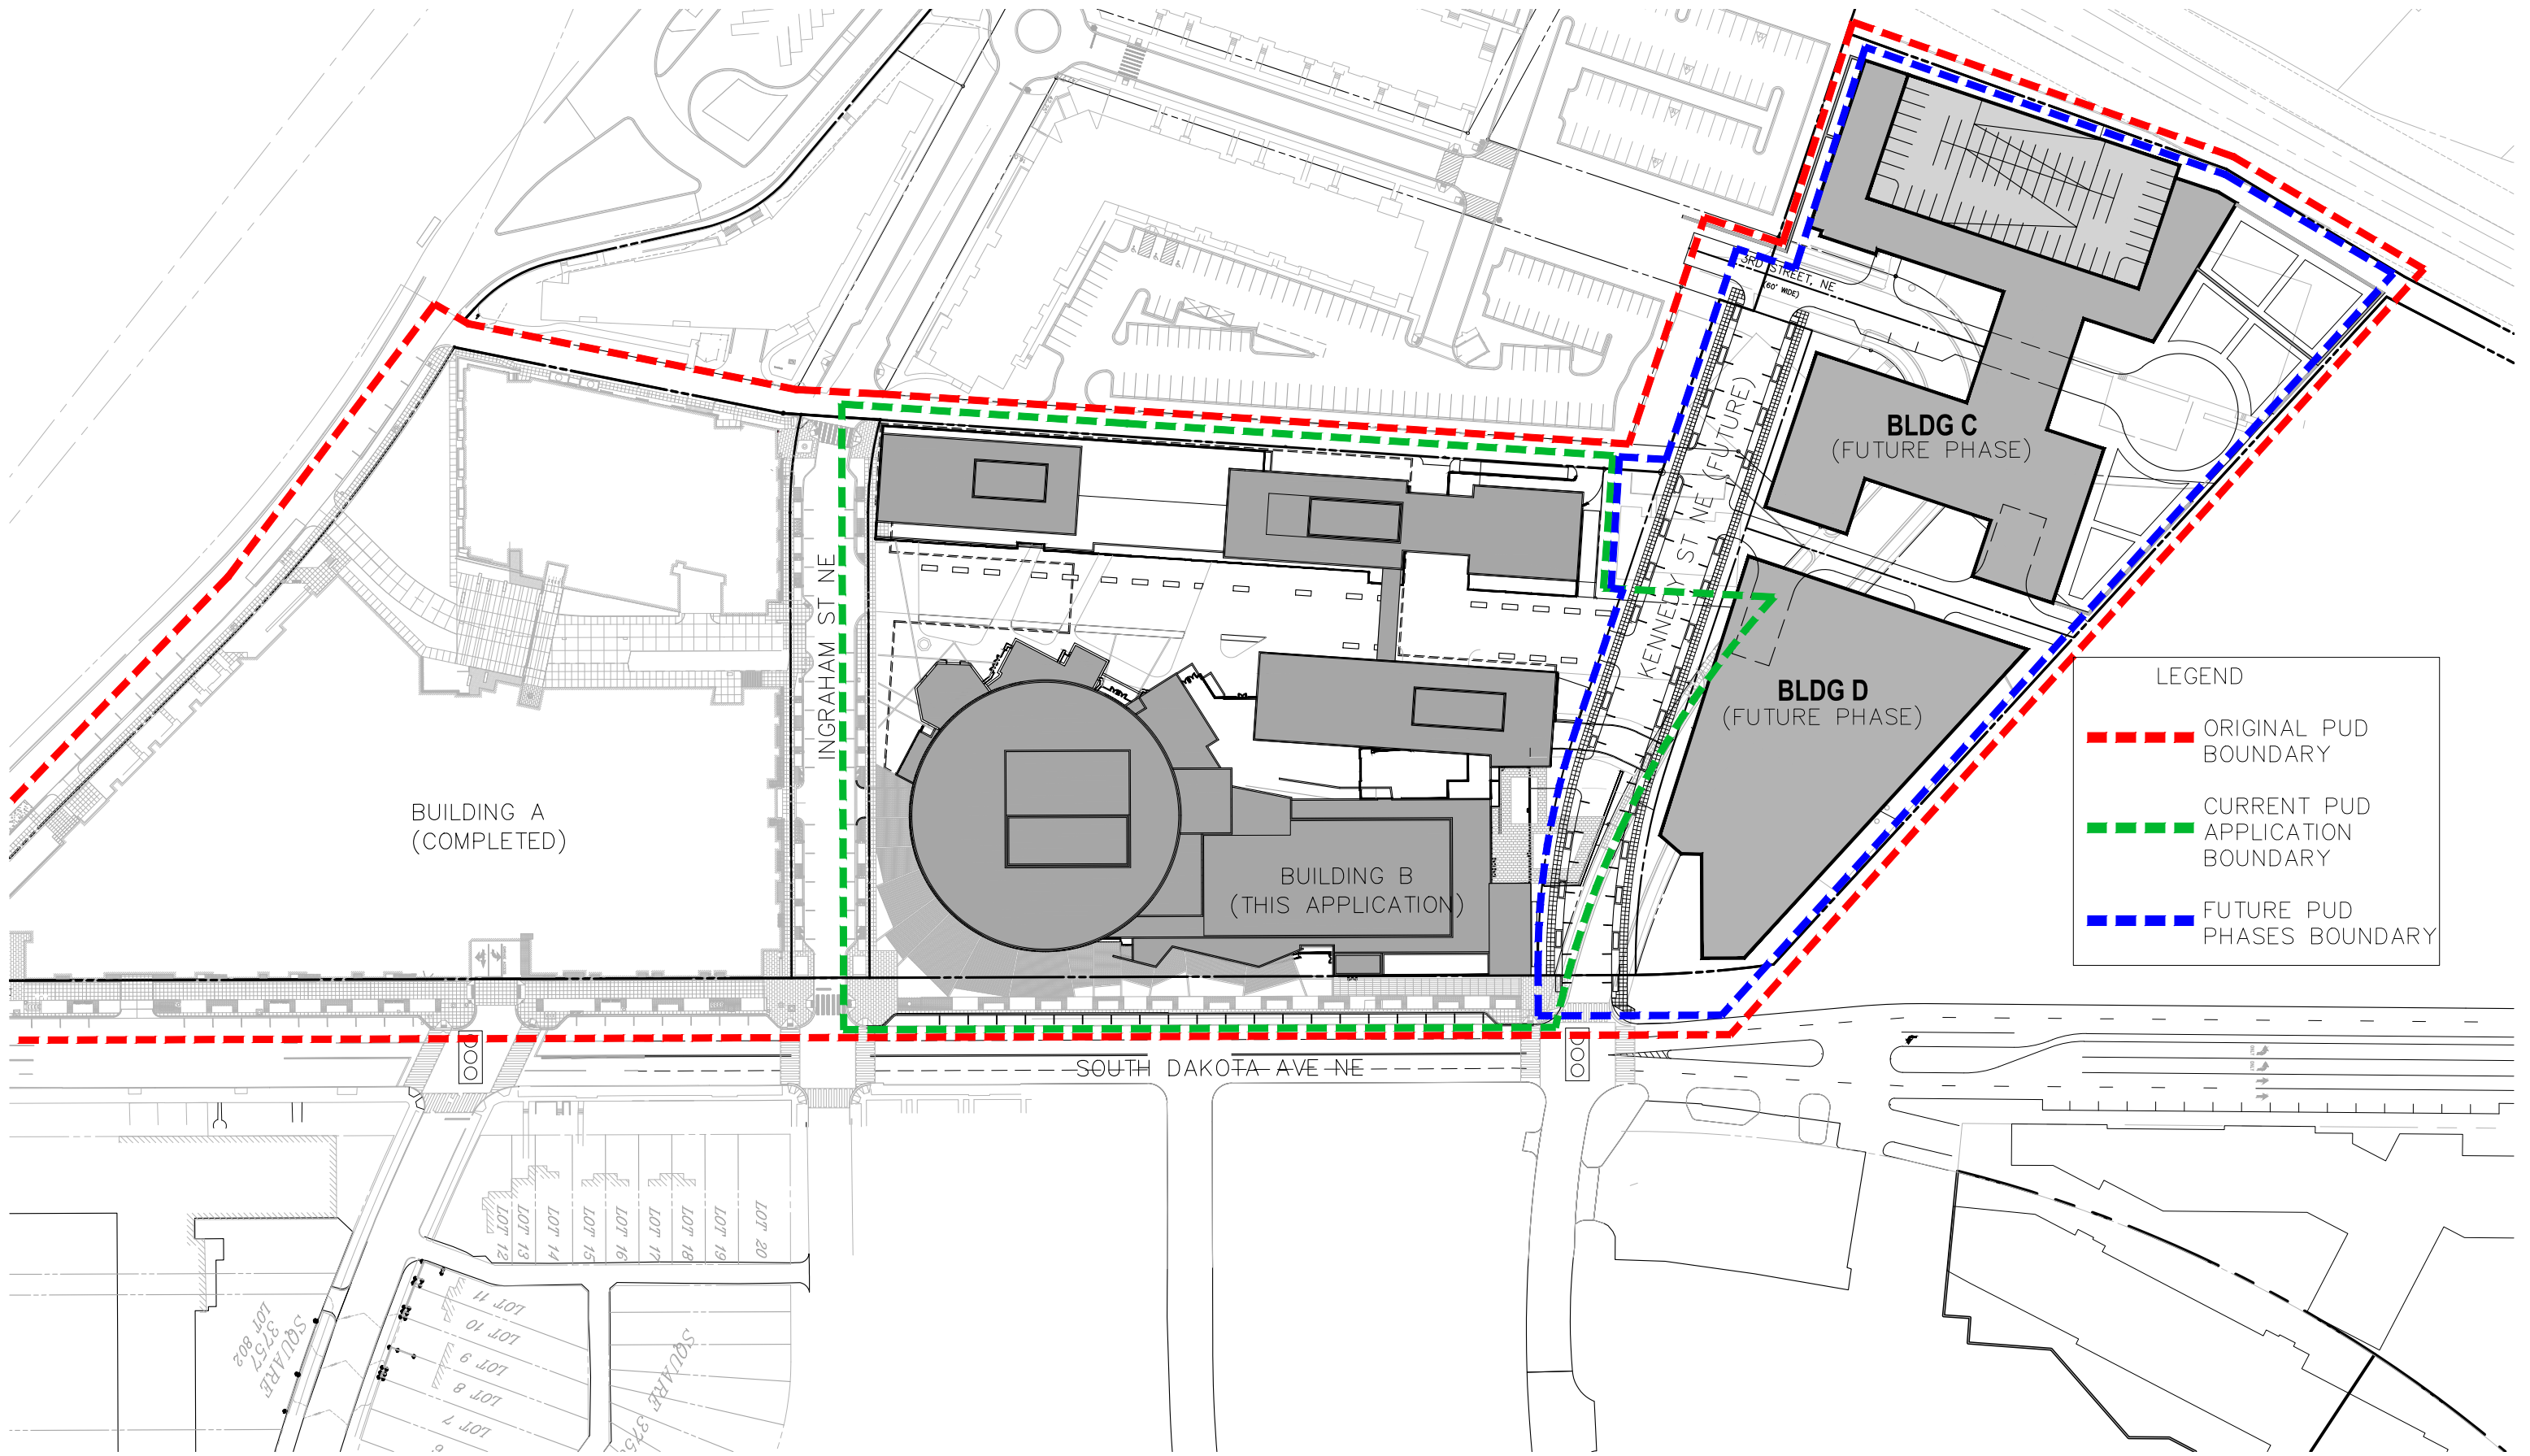 3RD STREET, NE
(60' WIDE)
KENNEDY ST NE (FUTURE)
BLDG C
(FUTURE PHASE)
INGRAHAM ST NE
BLDG D
(FUTURE PHASE)
BUILDING A
(COMPLETED)
BUILDING B
(THIS APPLICATION)
LEGEND
ORIGINAL PUD
BOUNDARY
CURRENT PUD
APPLICATION
BOUNDARY
FUTURE PUD
PHASES BOUNDARY
SOUTH DAKOTA AVE NE
LOT 12
LOT 13
LOT 14
LOT 15
LOT 16
LOT 17
LOT 18
LOT 19
LOT 20
LOT 11
LOT 10
LOT 9
LOT 8
LOT 7
SQUARE
3757
LOT 802
SQUARE 375